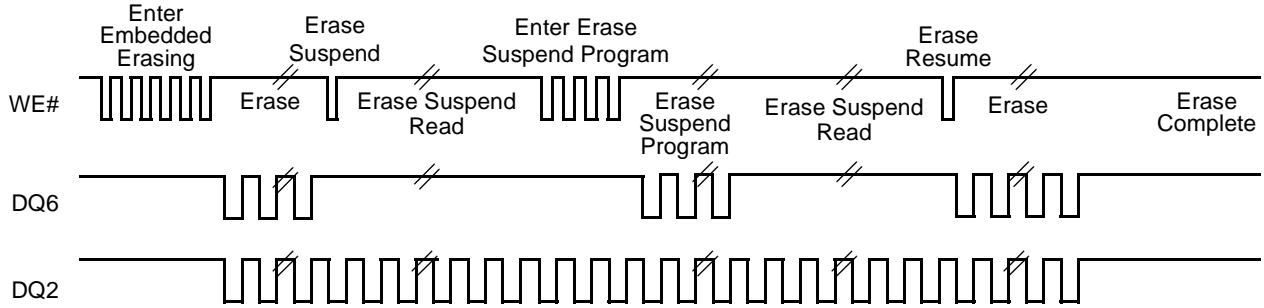 Enter
Embedded
Erasing
Erase
Suspend
Enter Erase
Suspend Program
Erase
Resume
WE#
Erase
Erase Suspend
Read
Erase
Suspend
Program
Erase Suspend
Read
Erase
Erase
Complete
DQ6
DQ2